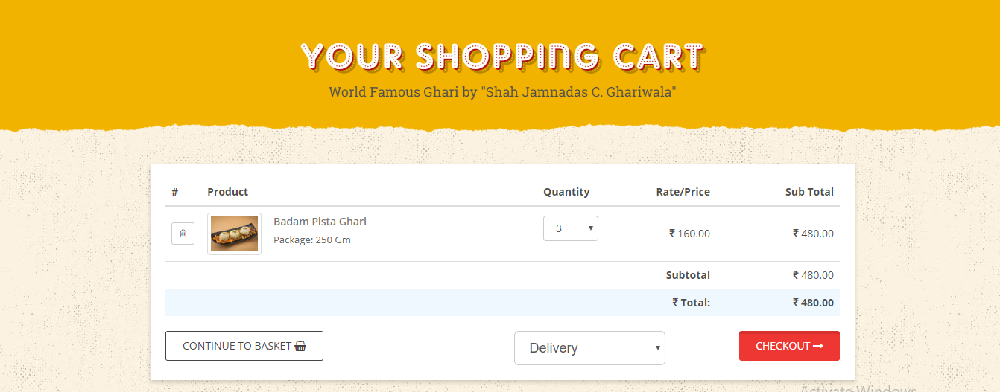 YOUR SHOPPING CART
World Famous Ghari by "Shah Jamnadas C. Ghariwala"
# Product Quantity Rate/Price Sub Total
Badam Pista Ghari
Package: 250 Gm
3 ₹ 160.00 ₹ 480.00
Subtotal ₹ 480.00
₹ Total: ₹ 480.00
CONTINUE TO BASKET Delivery CHECKOUT
Activate Windows